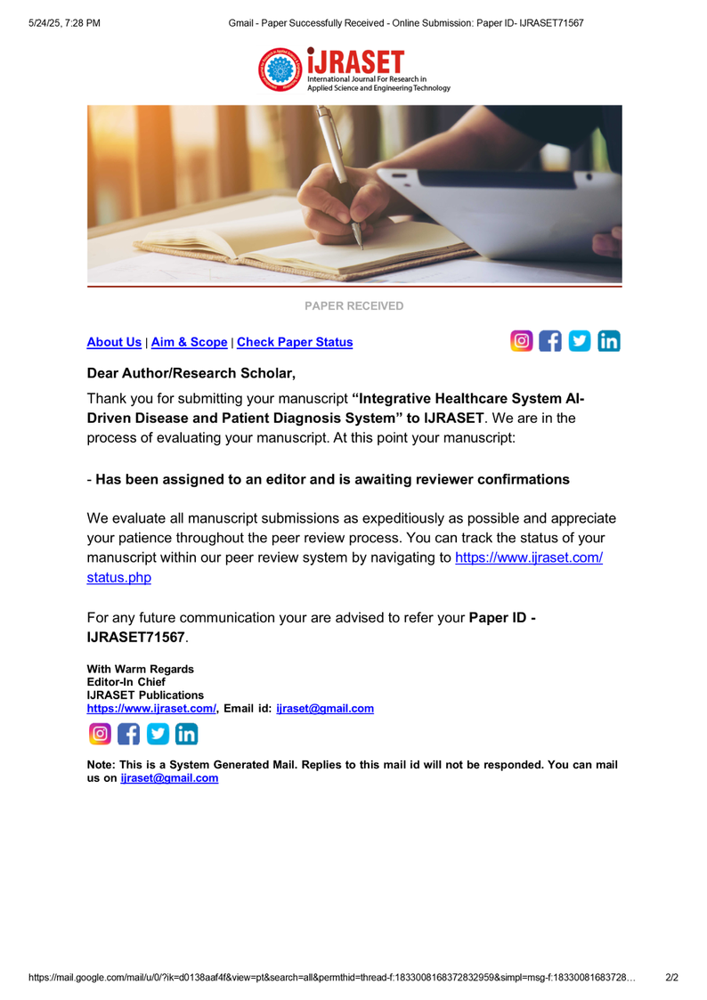 5/24/25, 7:28 PM Gmail - Paper Successfully Received - Online Submission: Paper ID- IJRASET71567
iJRASET
International Journal For Research in
Applied Science and Engineering Technology
PAPER RECEIVED
About Us | Aim & Scope | Check Paper Status
Dear Author/Research Scholar,
Thank you for submitting your manuscript “Integrative Healthcare System AI-
Driven Disease and Patient Diagnosis System” to IJRASET. We are in the
process of evaluating your manuscript. At this point your manuscript:
- Has been assigned to an editor and is awaiting reviewer confirmations
We evaluate all manuscript submissions as expeditiously as possible and appreciate
your patience throughout the peer review process. You can track the status of your
manuscript within our peer review system by navigating to https://www.ijraset.com/
status.php
For any future communication your are advised to refer your Paper ID -
IJRASET71567.
With Warm Regards
Editor-In Chief
IJRASET Publications
https://www.ijraset.com/, Email id: ijraset@gmail.com
Note: This is a System Generated Mail. Replies to this mail id will not be responded. You can mail
us on ijraset@gmail.com
https://mail.google.com/mail/u/0/?ik=d0138aaf4f&view=pt&search=all&permthid=thread-f:1833008168372832959&simpl=msg-f:18330081683728… 2/2